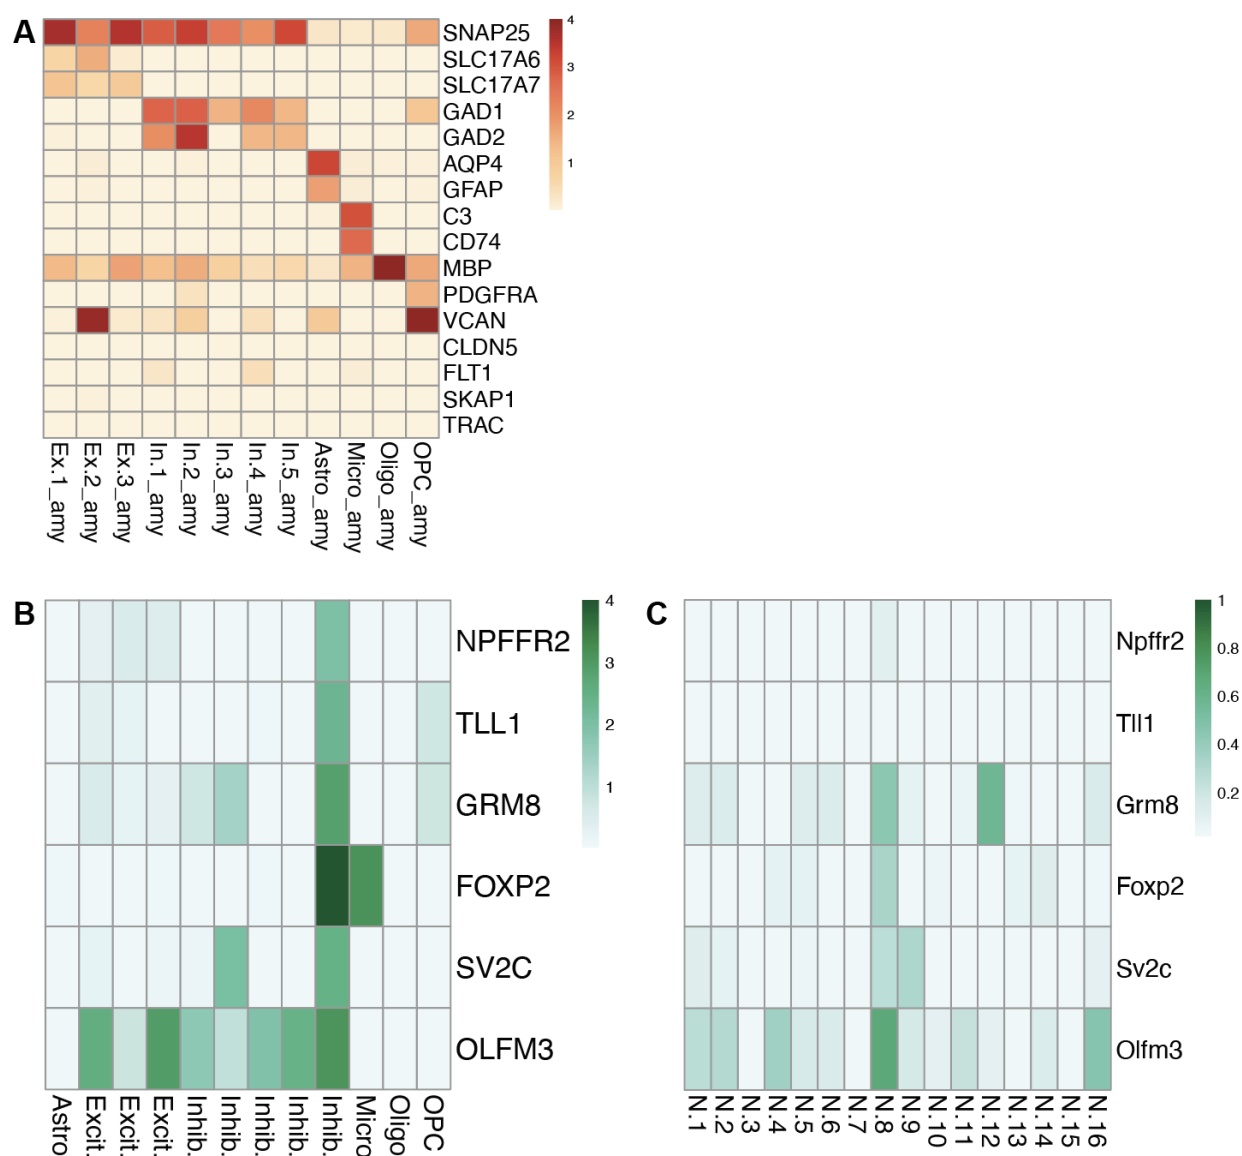 A
4
3
2
1
SNAP25
SLC17A6
SLC17A7
GAD1
GAD2
AQP4
GFAP
C3
CD74
MBP
PDGFRA
VCAN
CLDN5
FLT1
SKAP1
TRAC
Ex.1_amy
Ex.2_amy
Ex.3_amy
In.1_amy
In.2_amy
In.3_amy
In.4_amy
In.5_amy
Astro_amy
Micro_amy
Oligo_amy
OPC_amy
B
4
3
2
1
NPFFR2
TLL1
GRM8
FOXP2
SV2C
OLFM3
Astro
Excit.
Excit.
Excit.
Inhib.
Inhib.
Inhib.
Inhib.
Inhib.
Micro
Oligo
OPC
C
1
0.8
0.6
0.4
0.2
Npffr2
Tll1
Grm8
Foxp2
Sv2c
Olfm3
N.1
N.2
N.3
N.4
N.5
N.6
N.7
N.8
N.9
N.10
N.11
N.12
N.13
N.14
N.15
N.16